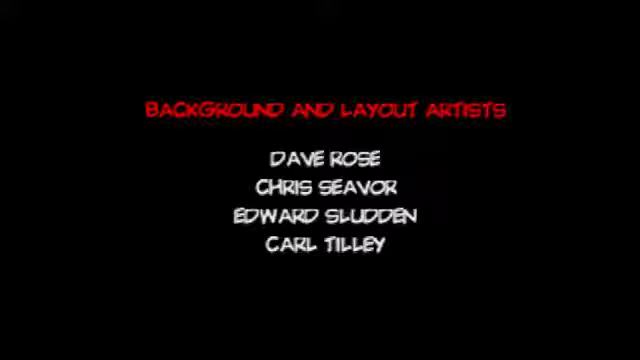 BACKGROUND AND LAYOUT ARTISTS
DAVE ROSE
CHRIS SEAVOR
EDWARD SLUDDEN
CARL TILLEY